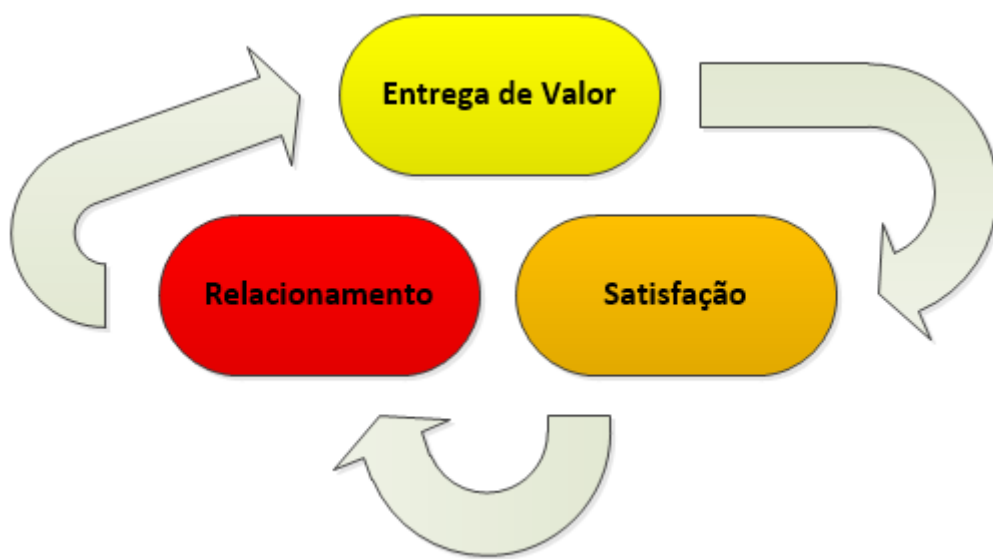 Entrega de Valor
Relacionamento
Satisfação